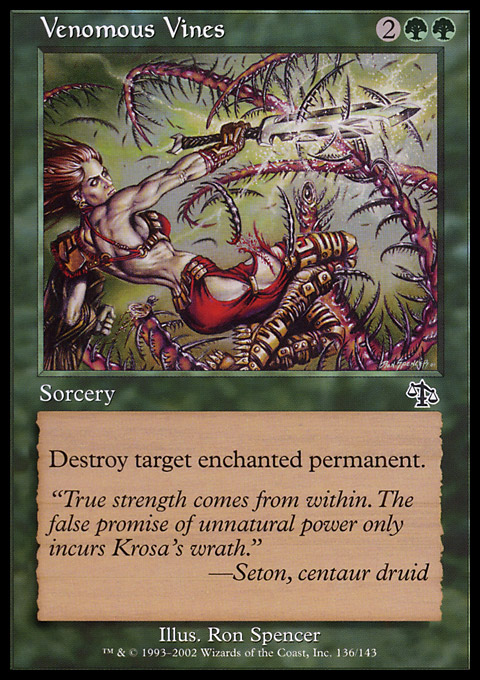 Venomous Vines 2
Sorcery
Destroy target enchanted permanent.
“True strength comes from within. The
false promise of unnatural power only
incurs Krosa’s wrath.”
—Seton, centaur druid
Illus. Ron Spencer
™ & © 1993–2002 Wizards of the Coast, Inc. 136/143